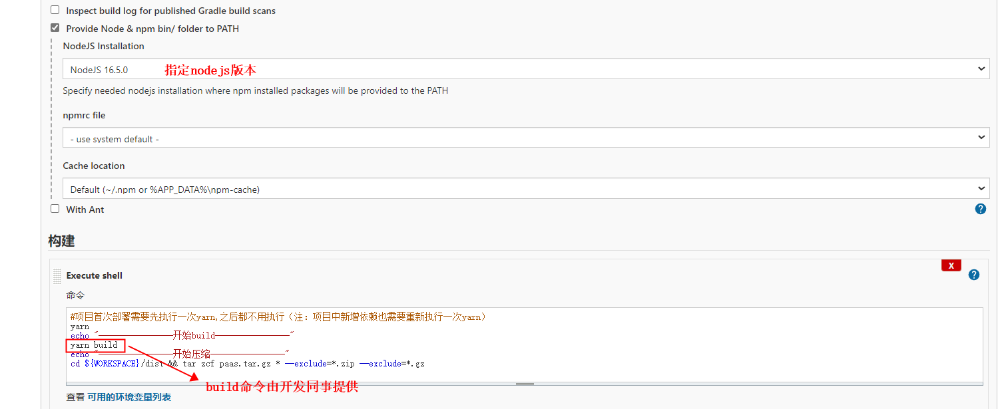 Inspect build log for published Gradle build scans
Provide Node & npm bin/ folder to PATH
NodeJS Installation
NodeJS 16.5.0 指定nodejs版本
Specify needed nodejs installation where npm installed packages will be provided to the PATH
npmrc file
- use system default -
Cache location
Default (~/.npm or %APP_DATA%\npm-cache)
With Ant
?
构建
X
Execute shell
?
命令
#项目首次部署需要先执行一次yarn,之后都不用执行（注：项目中新增依赖也需要重新执行一次yarn）
yarn
echo "————————开始build————————"
yarn build
echo "————————开始压缩————————"
cd ${WORKSPACE}/dist && tar zcf paas.tar.gz * --exclude=*.zip --exclude=*.gz
build命令由开发同事提供
查看 可用的环境变量列表